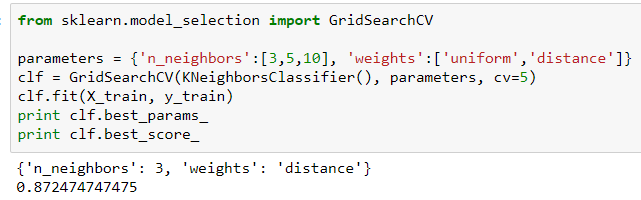 from sklearn.model_selection import GridSearchCV
parameters = {'n_neighbors':[3,5,10], 'weights':['uniform','distance']}
clf = GridSearchCV(KNeighborsClassifier(), parameters, cv=5)
clf.fit(X_train, y_train)
print clf.best_params_
print clf.best_score_
{'n_neighbors': 3, 'weights': 'distance'}
0.872474747475